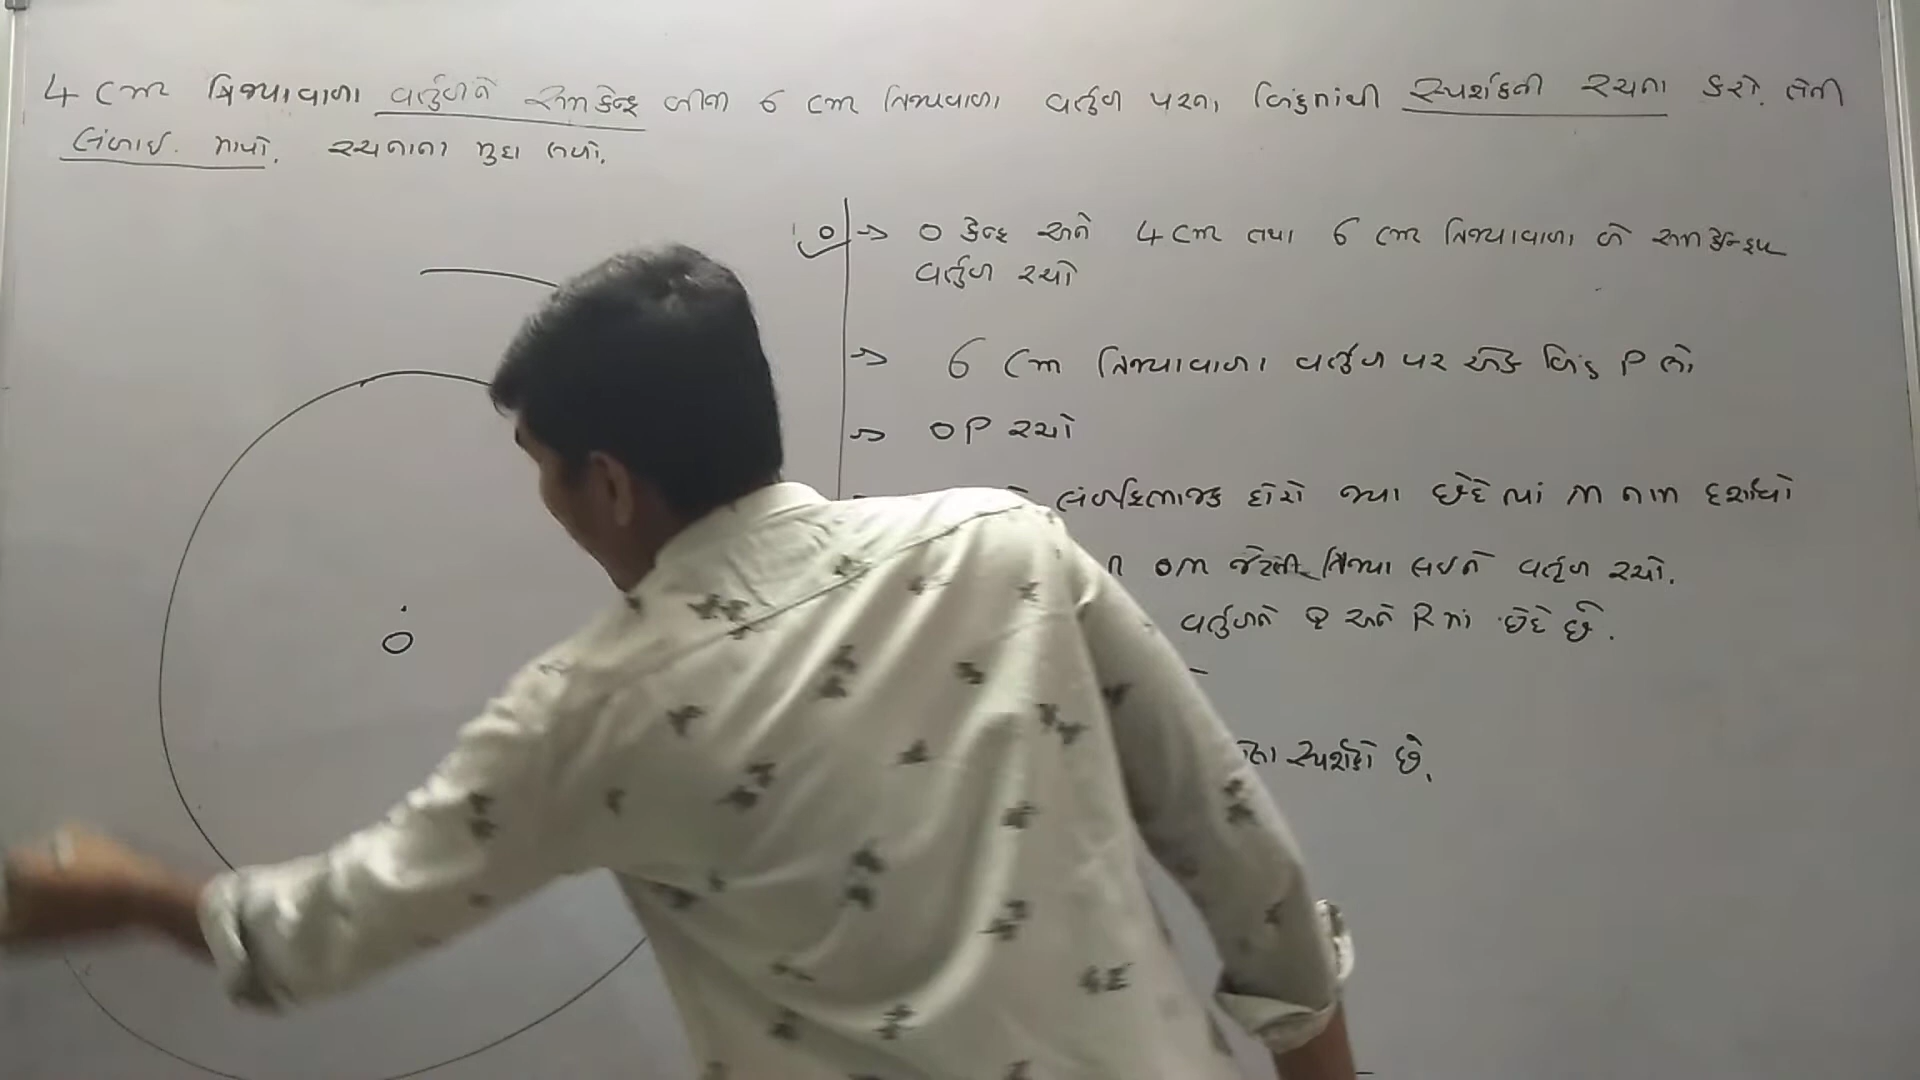 4 cm ત્રિજ્યાવાળા વર્તુળને સમકેન્દ્ર બીજા 6 cm ત્રિજ્યાવાળા વર્તુળ પરના બિંદુમાંથી સ્પર્શકની રચના કરો. તેની
લંબાઈ માપો. રચનાના મુદ્દા લખો.
O → O કેન્દ્ર અને 4 cm તથા 6 cm ત્રિજ્યાવાળા બે સમકેન્દ્રીય
વર્તુળ રચો
→ 6 cm ત્રિજ્યાવાળા વર્તુળ પર એક બિંદુ P લો
→ OP રચો
લંબદ્વિભાજક દોરો જ્યા છેદે ત્યાં M નામ દર્શાવો
OM જેટલી ત્રિજ્યા લઇને વર્તુળ રચો.
વર્તુળને Q અને R માં છેદે છે.
સ્પર્શકો છે.
O